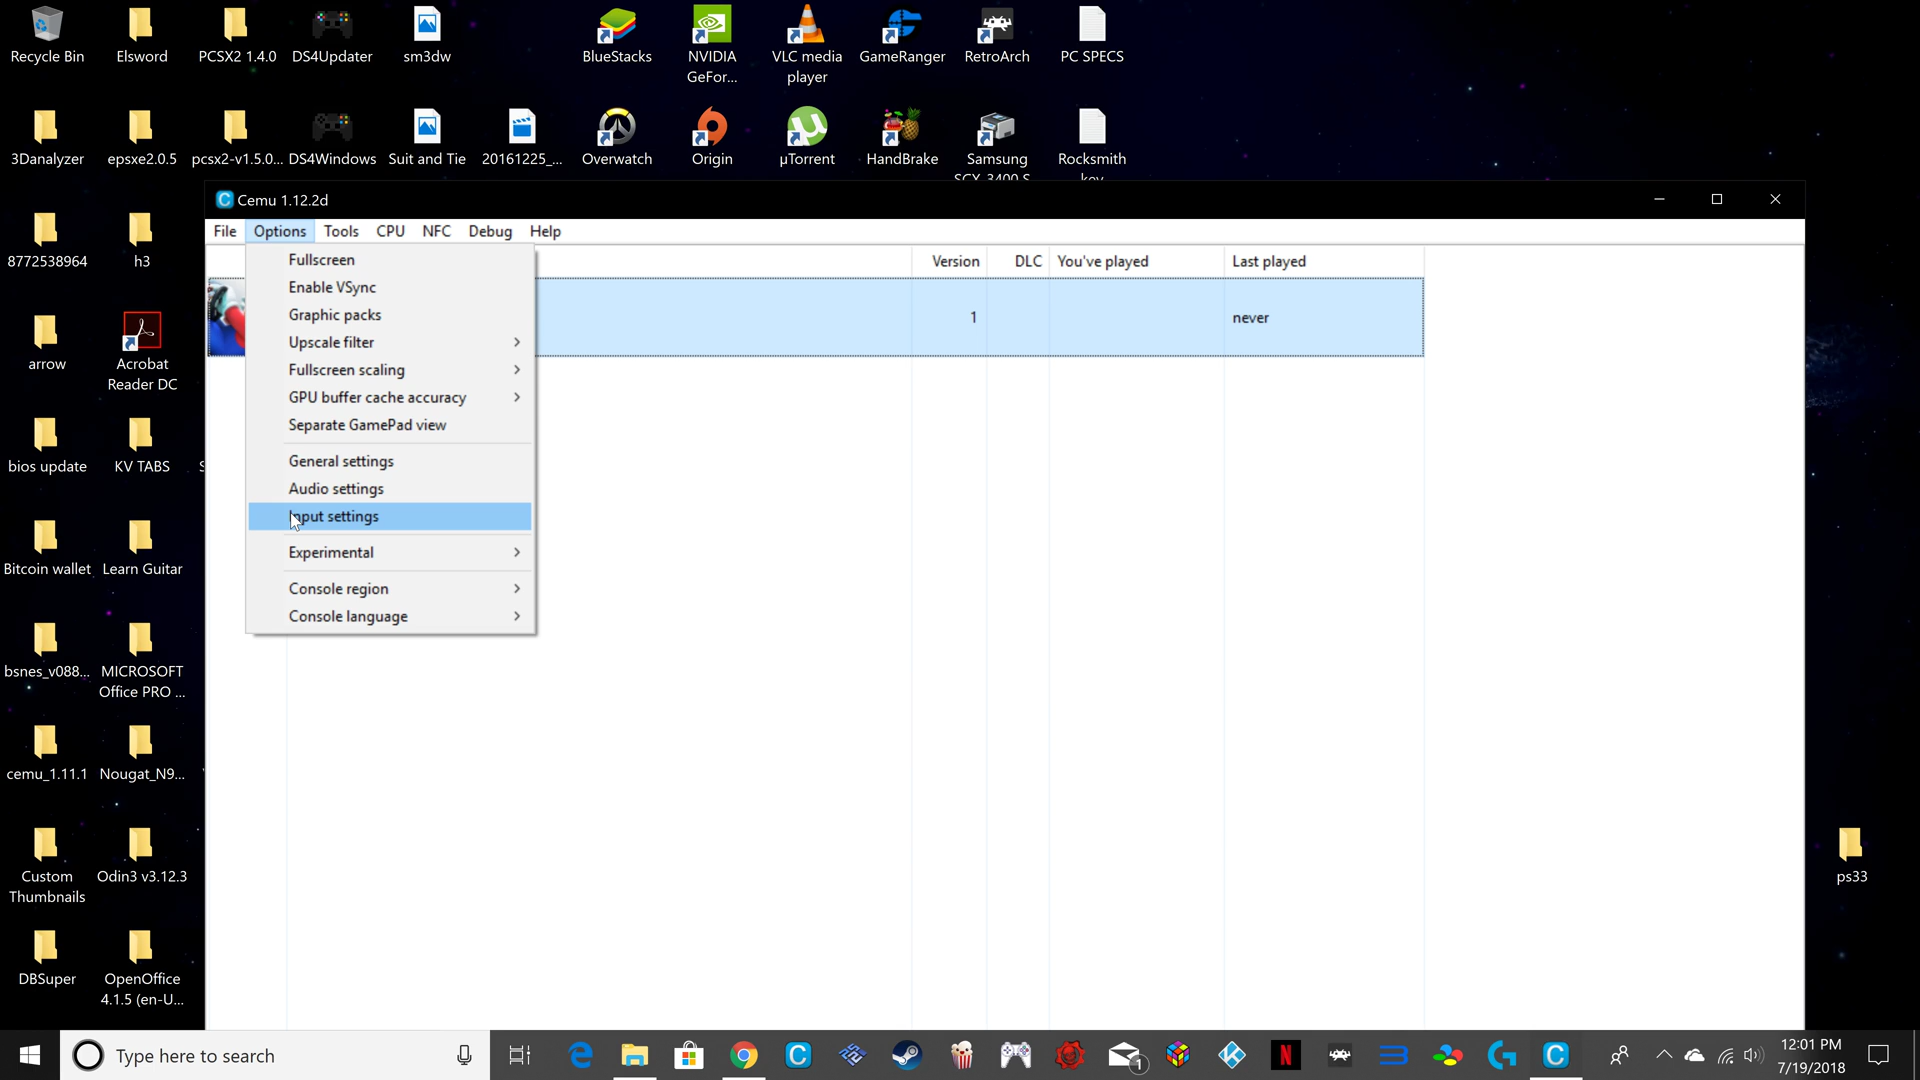 Recycle Bin
Elsword
PCSX2 1.4.0
DS4Updater
sm3dw
BlueStacks
NVIDIA
GeFor...
VLC media
player
GameRanger
RetroArch
PC SPECS
3Danalyzer
epsxe2.0.5
pcsx2-v1.5.0...
DS4Windows
Suit and Tie
20161225_...
Overwatch
Origin
µTorrent
HandBrake
Samsung
SCX-3400 S...
Rocksmith
key
Cemu 1.12.2d
File
Options
Tools
CPU
NFC
Debug
Help
8772538964
h3
Fullscreen
Enable VSync
Graphic packs
Upscale filter
Fullscreen scaling
GPU buffer cache accuracy
Separate GamePad view
General settings
Audio settings
Input settings
Experimental
Console region
Console language
Version
DLC
You've played
Last played
1
never
arrow
Acrobat
Reader DC
bios update
KV TABS
Bitcoin wallet
Learn Guitar
bsnes_v088...
MICROSOFT
Office PRO ...
cemu_1.11.1
Nougat_N9...
Custom
Thumbnails
Odin3 v3.12.3
ps33
DBSuper
OpenOffice
4.1.5 (en-U...
Type here to search
1
12:01 PM
7/19/2018